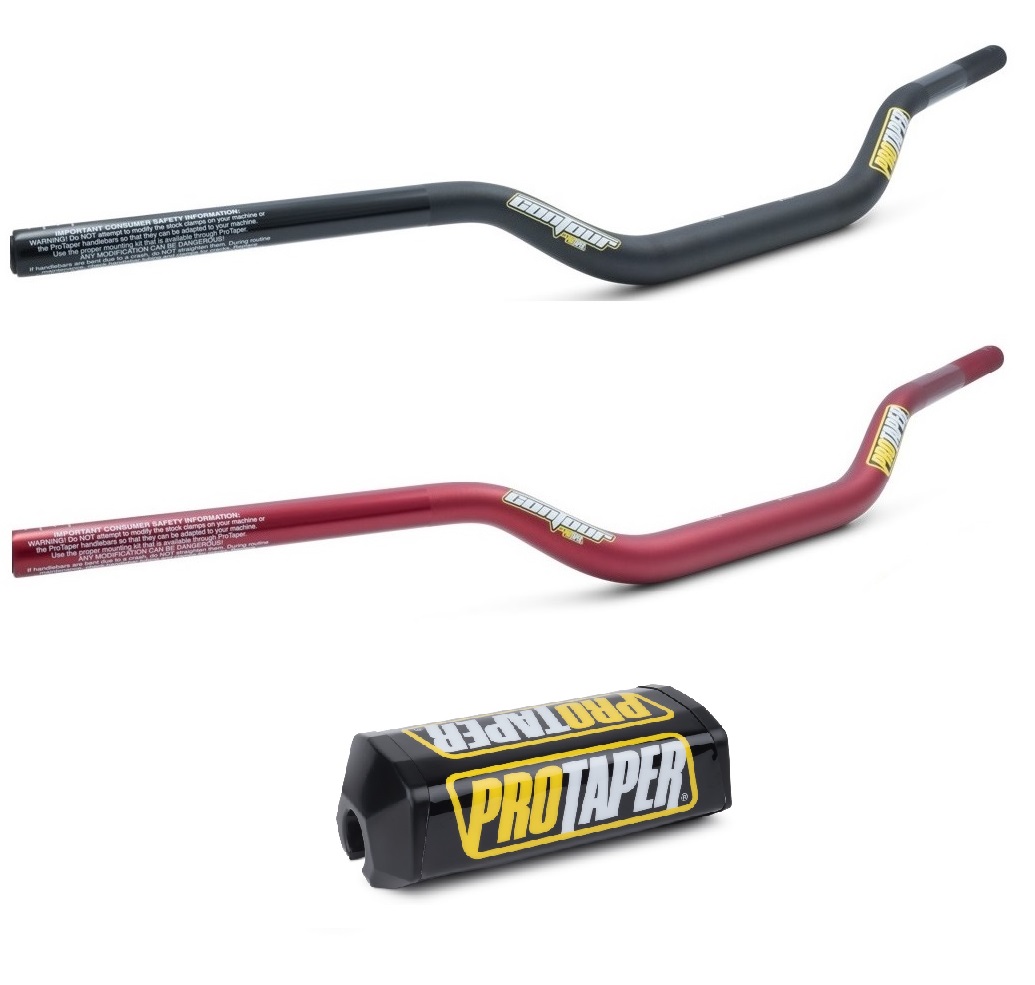 IMPORTANT CONSUMER SAFETY INFORMATION:
WARNING! Do NOT attempt to modify the stock clamps on your machine or
the ProTaper handlebars so that they can be adapted to your machine.
Use the proper mounting kit that is available through ProTaper.
ANY MODIFICATION CAN BE DANGEROUS!
If handlebars are bent due to a crash, do NOT straighten them. During routine
contour
PROTAPER
IMPORTANT CONSUMER SAFETY INFORMATION:
WARNING! Do NOT attempt to modify the stock clamps on your machine or
the ProTaper handlebars so that they can be adapted to your machine.
Use the proper mounting kit that is available through ProTaper.
ANY MODIFICATION CAN BE DANGEROUS!
If handlebars are bent due to a crash, do NOT straighten them. During routine
contour
PROTAPER
PROTAPER
PROTAPER®